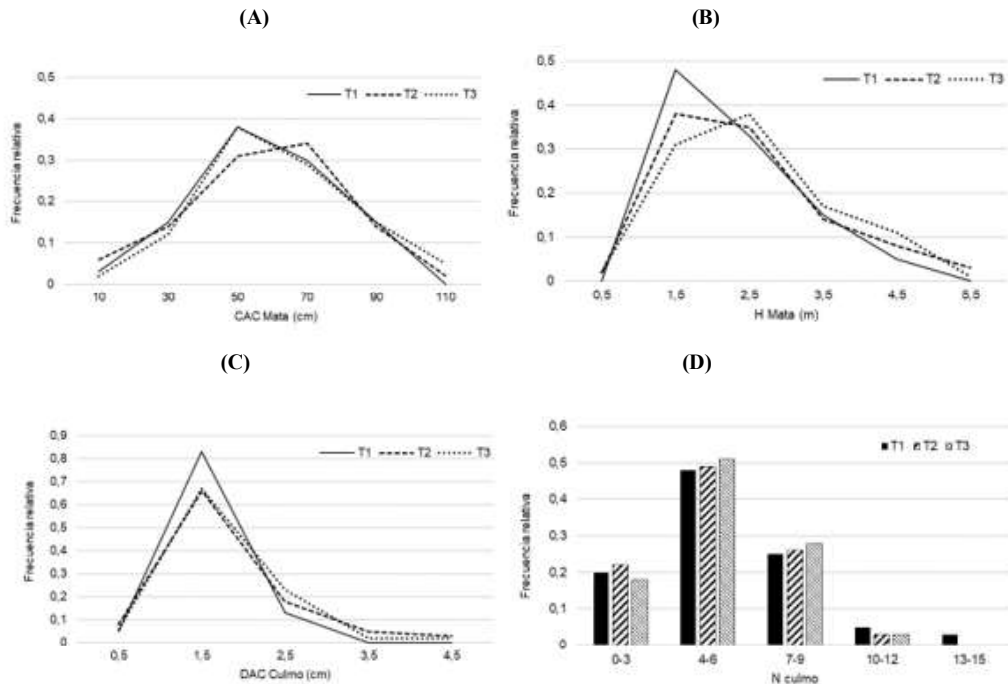 (A)
0,5
0,4
0,3
0,2
0,1
0
Frecuencia relativa
T1 T2 T3
10 30 50 70 90 110
CAC Mata (cm)
(B)
0,5
0,4
0,3
0,2
0,1
0
Frecuencia relativa
T1 T2 T3
0,5 1,5 2,5 3,5 4,5 5,5
H Mata (m)
(C)
0,9
0,8
0,7
0,6
0,5
0,4
0,3
0,2
0,1
0
Frecuencia relativa
T1 T2 T3
0,5 1,5 2,5 3,5 4,5
DAC Culmo (cm)
(D)
0,6
0,5
0,4
0,3
0,2
0,1
0
Frecuencia relativa
T1 T2 T3
0-3 4-6 7-9 10-12 13-15
N culmo